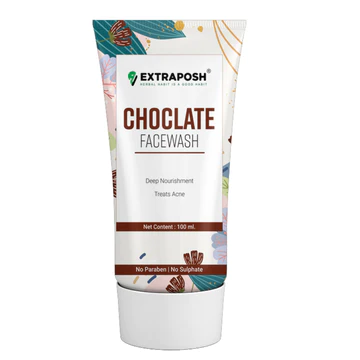 EXTRAPOSH®
HERBAL HABIT IS A GOOD HABIT
CHOCLATE
FACEWASH
Deep Nourishment
Treats Acne
Net Content : 100 ml.
No Paraben | No Sulphate